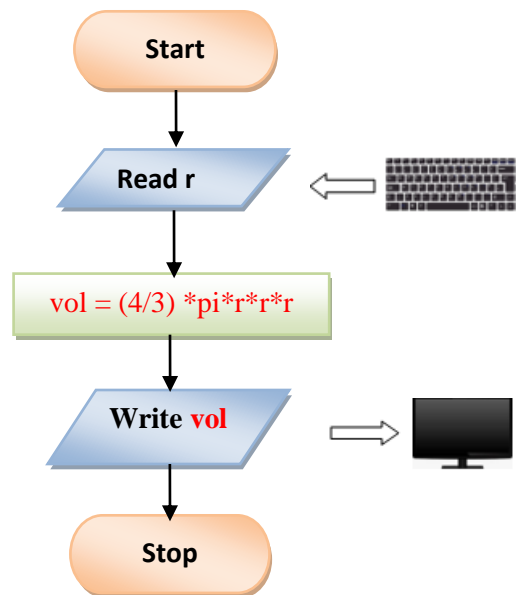 Start
Read r
vol = (4/3) *pi*r*r*r
Write vol
Stop